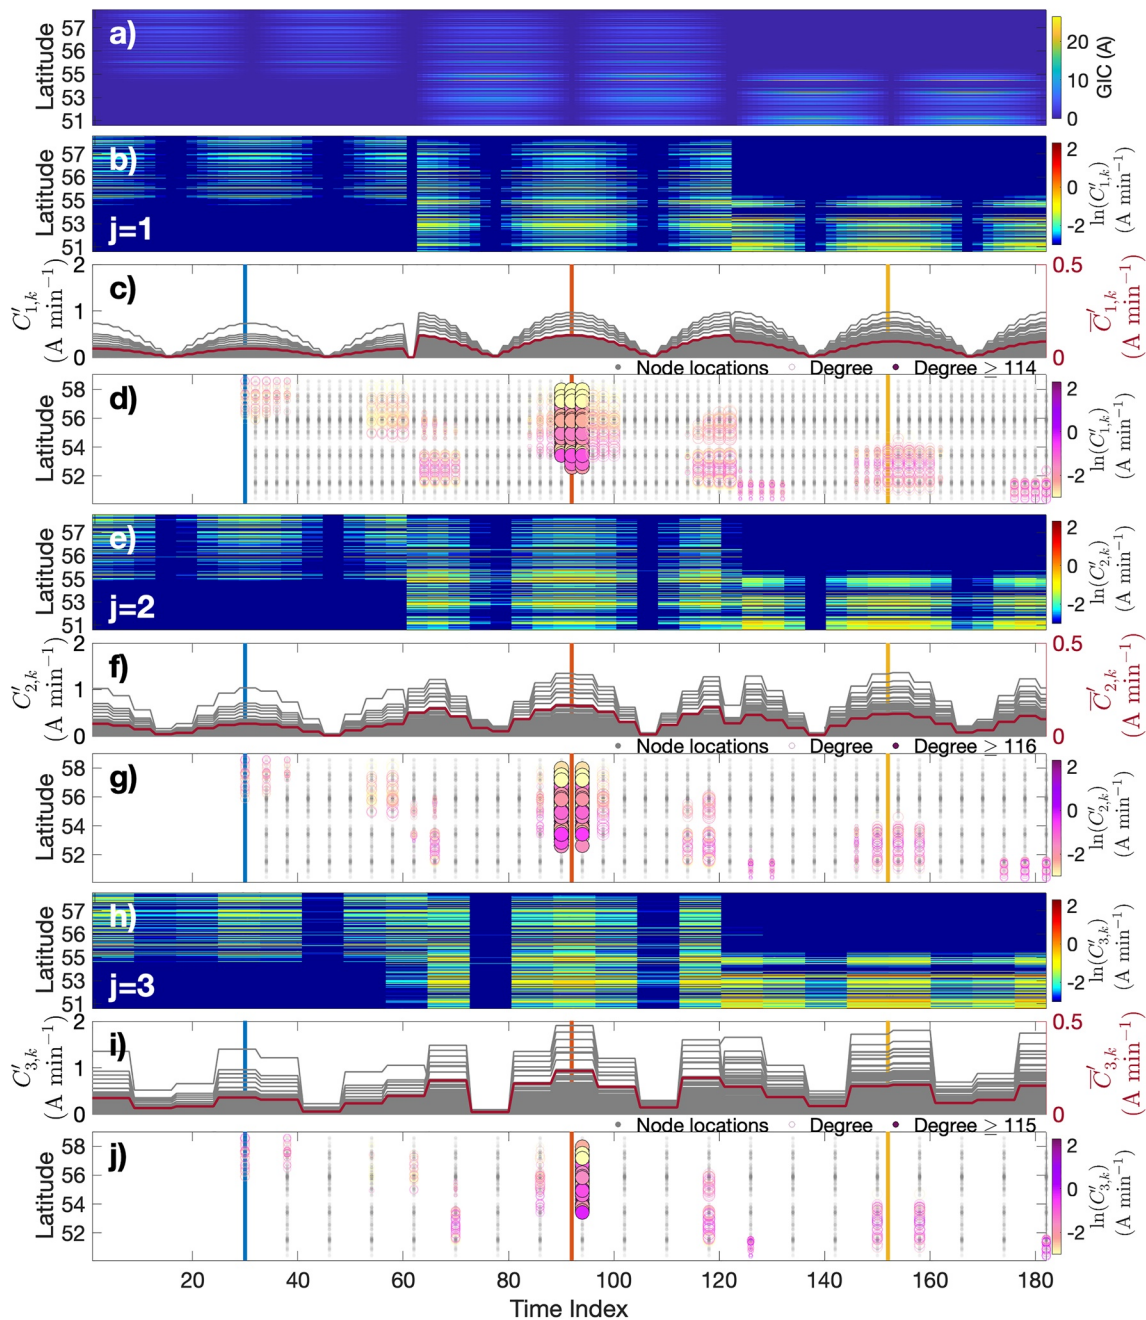 a)
Latitude
57
56
55
53
51
20
10
0
GIC (A)
b)
j=1
Latitude
57
56
55
53
51
2
0
-2
ln(C′1,k)
(A min−1)
c)
C′1,k
(A min−1)
2
1
0
0.5
0
C̅′1,k
(A min−1)
Node locations Degree Degree ≥ 114
d)
Latitude
58
56
54
52
2
0
-2
ln(C′1,k)
(A min−1)
e)
j=2
Latitude
57
56
55
53
51
2
0
-2
ln(C′2,k)
(A min−1)
f)
C′2,k
(A min−1)
2
1
0
0.5
0
C̅′2,k
(A min−1)
Node locations Degree Degree ≥ 116
g)
Latitude
58
56
54
52
2
0
-2
ln(C′2,k)
(A min−1)
h)
j=3
Latitude
57
56
55
53
51
2
0
-2
ln(C′3,k)
(A min−1)
i)
C′3,k
(A min−1)
2
1
0
0.5
0
C̅′3,k
(A min−1)
Node locations Degree Degree ≥ 115
j)
Latitude
58
56
54
52
2
0
-2
ln(C′3,k)
(A min−1)
20 40 60 80 100 120 140 160 180
Time Index